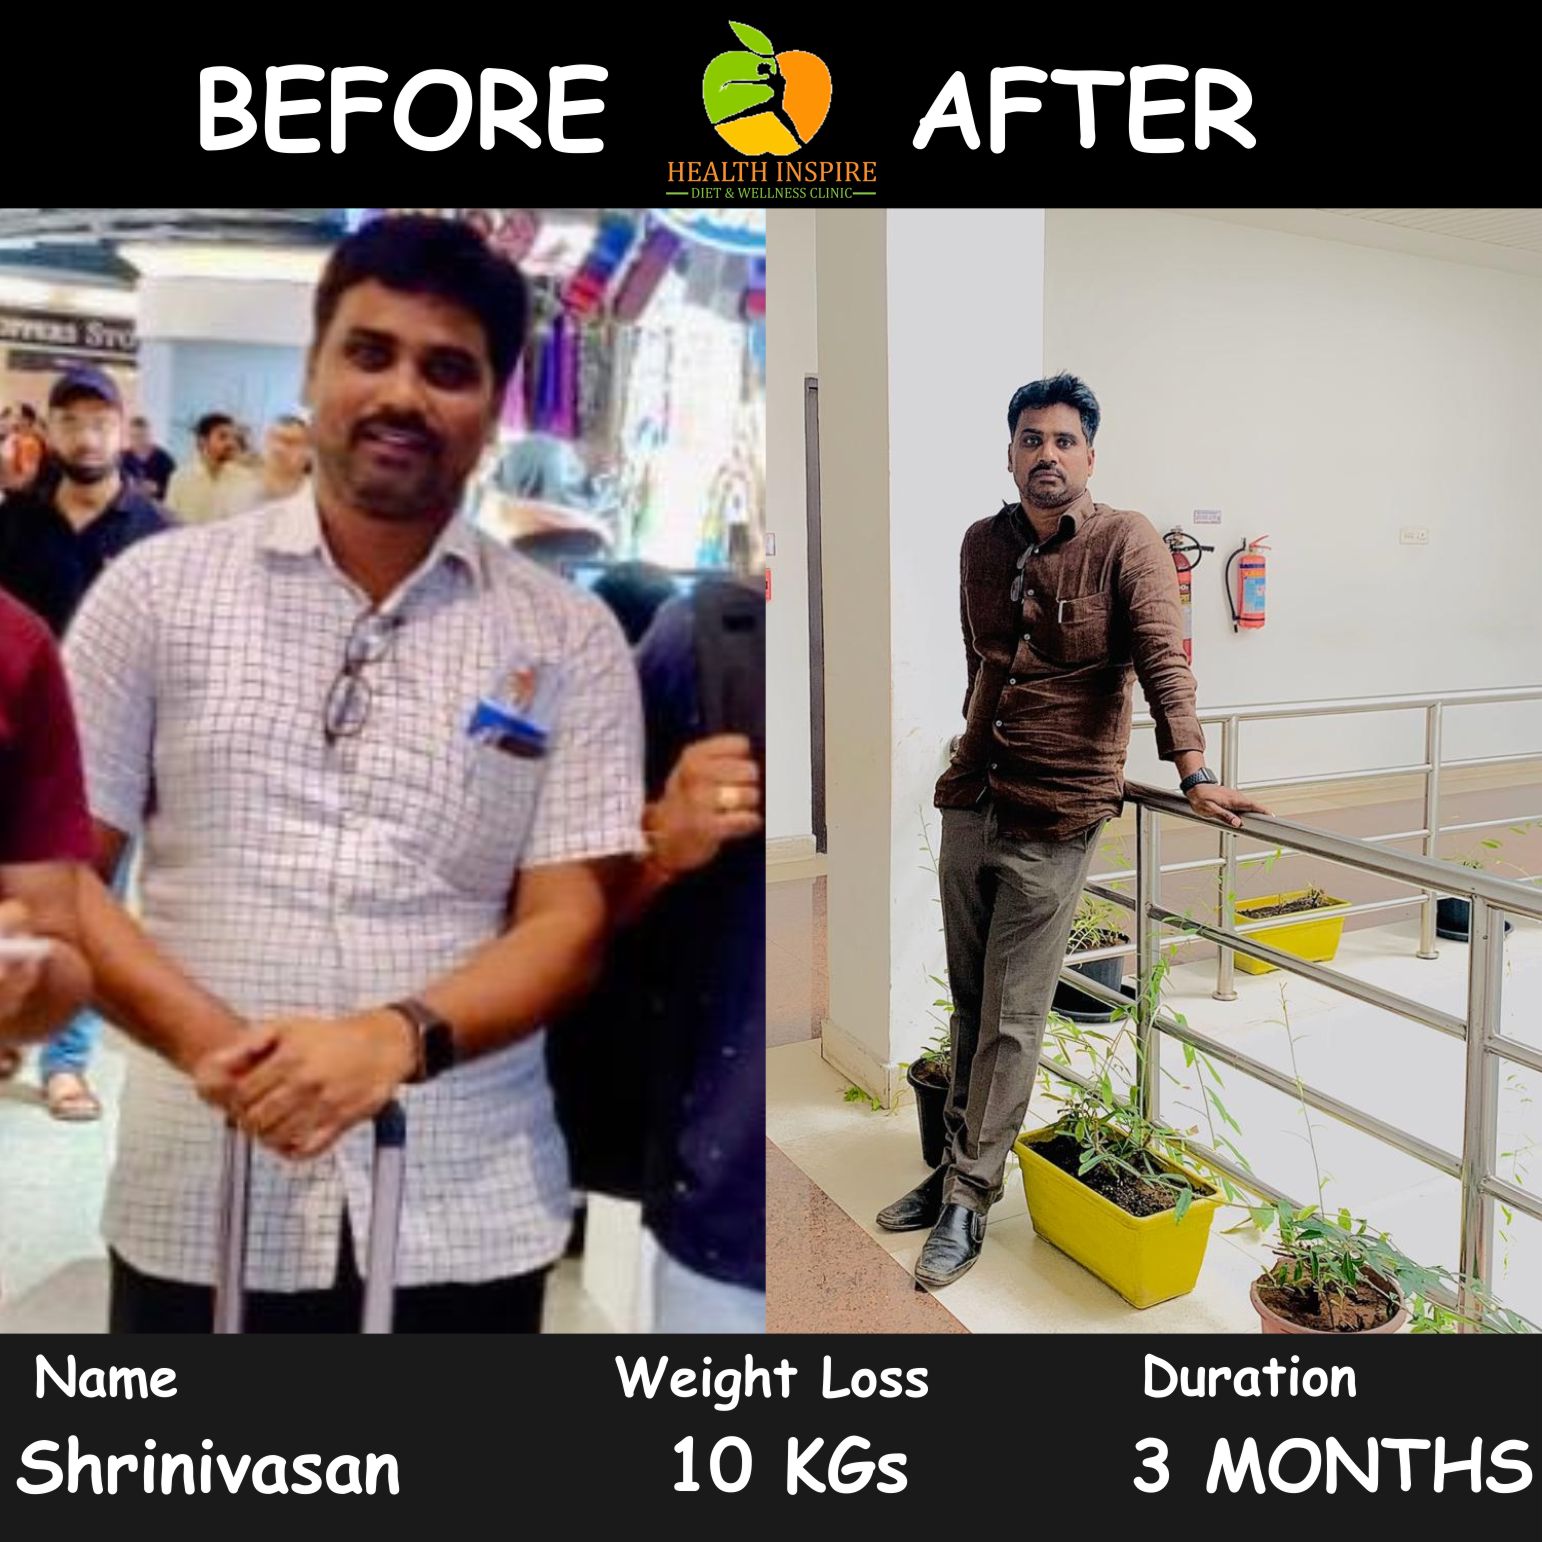 BEFORE
AFTER
HEALTH INSPIRE
DIET & WELLNESS CLINIC
Name
Weight Loss
Duration
Shrinivasan
10 KGs
3 MONTHS